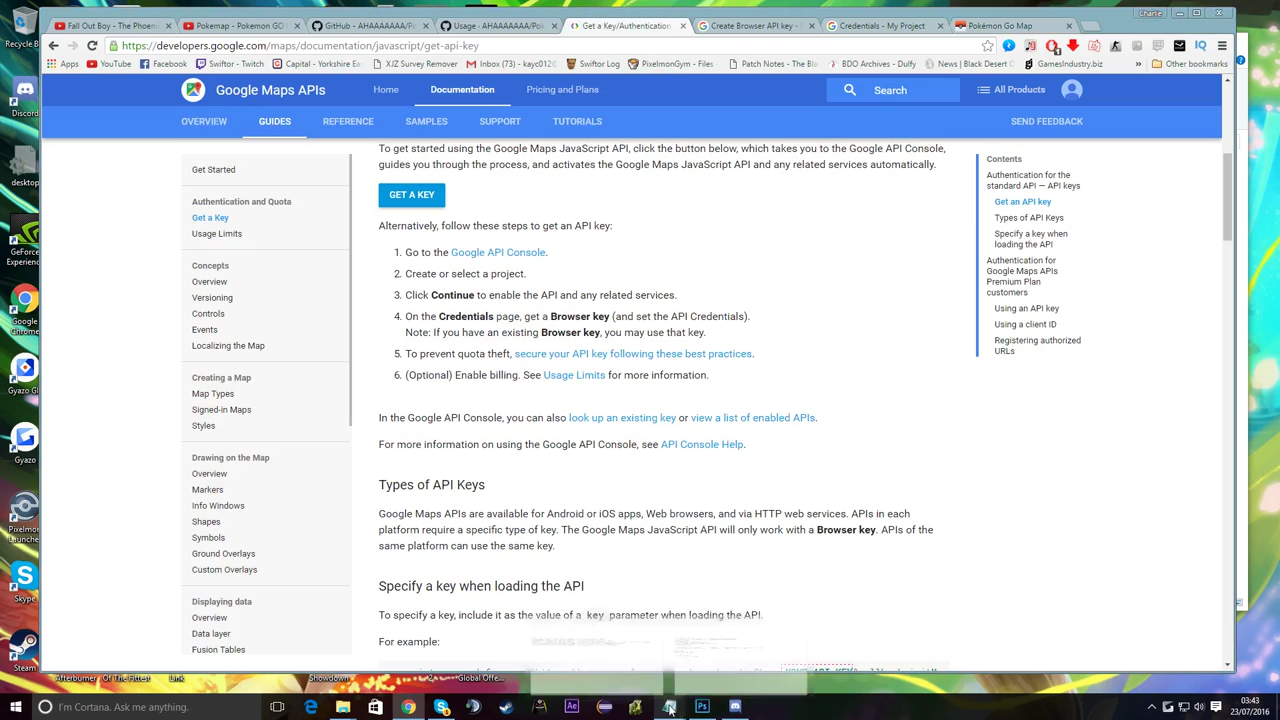 Charlie
Fall Out Boy - The Phoeni
Pokemap - Pokemon GO
GitHub - AHAAAAAAA/Po
Usage - AHAAAAAAA/Pok
Get a Key/Authentication
Create Browser API key -
Credentials - My Project
Pokémon Go Map
https://developers.google.com/maps/documentation/javascript/get-api-key
Apps
YouTube
Facebook
Swiftor - Twitch
Capital - Yorkshire
XJZ Survey Remover
Inbox (73) - kay
Swiftor Log
PixelmonGym - Files
Patch Notes - The Bla
BDO Archives - Dulfy
News | Black Desert
GamesIndustry.biz
»
Other bookmarks
Google Maps APIs
Home
Documentation
Pricing and Plans
Search
All Products
OVERVIEW
GUIDES
REFERENCE
SAMPLES
SUPPORT
TUTORIALS
SEND FEEDBACK
Get Started
Authentication and Quota
Get a Key
Usage Limits
Concepts
Overview
Versioning
Controls
Events
Localizing the Map
Creating a Map
Map Types
Signed-in Maps
Styles
Drawing on the Map
Overview
Markers
Info Windows
Shapes
Symbols
Ground Overlays
Custom Overlays
Displaying data
Overview
Data layer
Fusion Tables
To get started using the Google Maps JavaScript API, click the button below, which takes you to the Google API Console,
guides you through the process, and activates the Google Maps JavaScript API and any related services automatically.
GET A KEY
Alternatively, follow these steps to get an API key:
1. Go to the Google API Console.
2. Create or select a project.
3. Click Continue to enable the API and any related services.
4. On the Credentials page, get a Browser key (and set the API Credentials).
Note: If you have an existing Browser key, you may use that key.
5. To prevent quota theft, secure your API key following these best practices.
6. (Optional) Enable billing. See Usage Limits for more information.
In the Google API Console, you can also look up an existing key or view a list of enabled APIs.
For more information on using the Google API Console, see API Console Help.
Types of API Keys
Google Maps APIs are available for Android or iOS apps, Web browsers, and via HTTP web services. APIs in each
platform require a specific type of key. The Google Maps JavaScript API will only work with a Browser key. APIs of the
same platform can use the same key.
Specify a key when loading the API
To specify a key, include it as the value of a key parameter when loading the API.
For example:
Contents
Authentication for the
standard API — API keys
Get an API key
Types of API Keys
Specify a key when
loading the API
Authentication for
Google Maps APIs
Premium Plan
customers
Using an API key
Using a client ID
Registering authorized
URLs
Recycle
Discord
desktop
GeForce
Experience
Google
Chrome
Gyazo
Gyazo G
Pixelmon
Launche
Skype
Steam
Afterburner
Link
Showdown
Global Offe...
I'm Cortana. Ask me anything.
03:43
23/07/2016